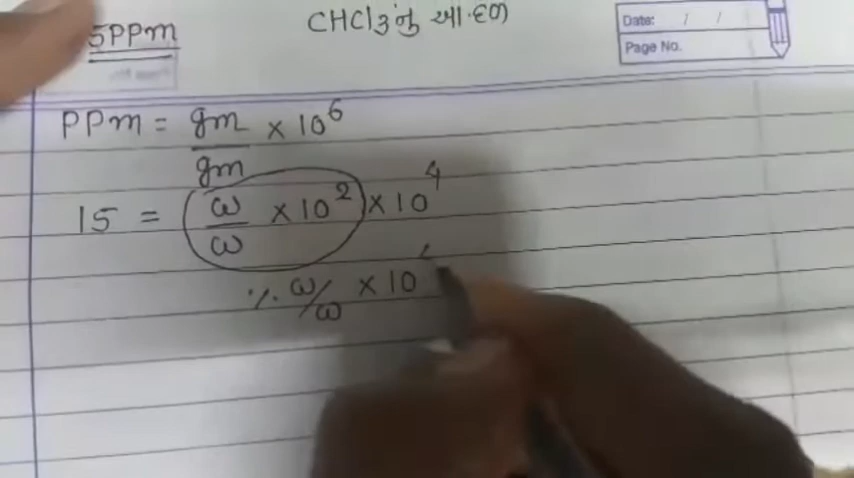 5PPm
CHCl3નું આ.દળ
Date: / /
Page No.
PPm = gm/gm × 10^6
15 = (ω/ω × 10^2) × 10^4
% ω/ω × 10